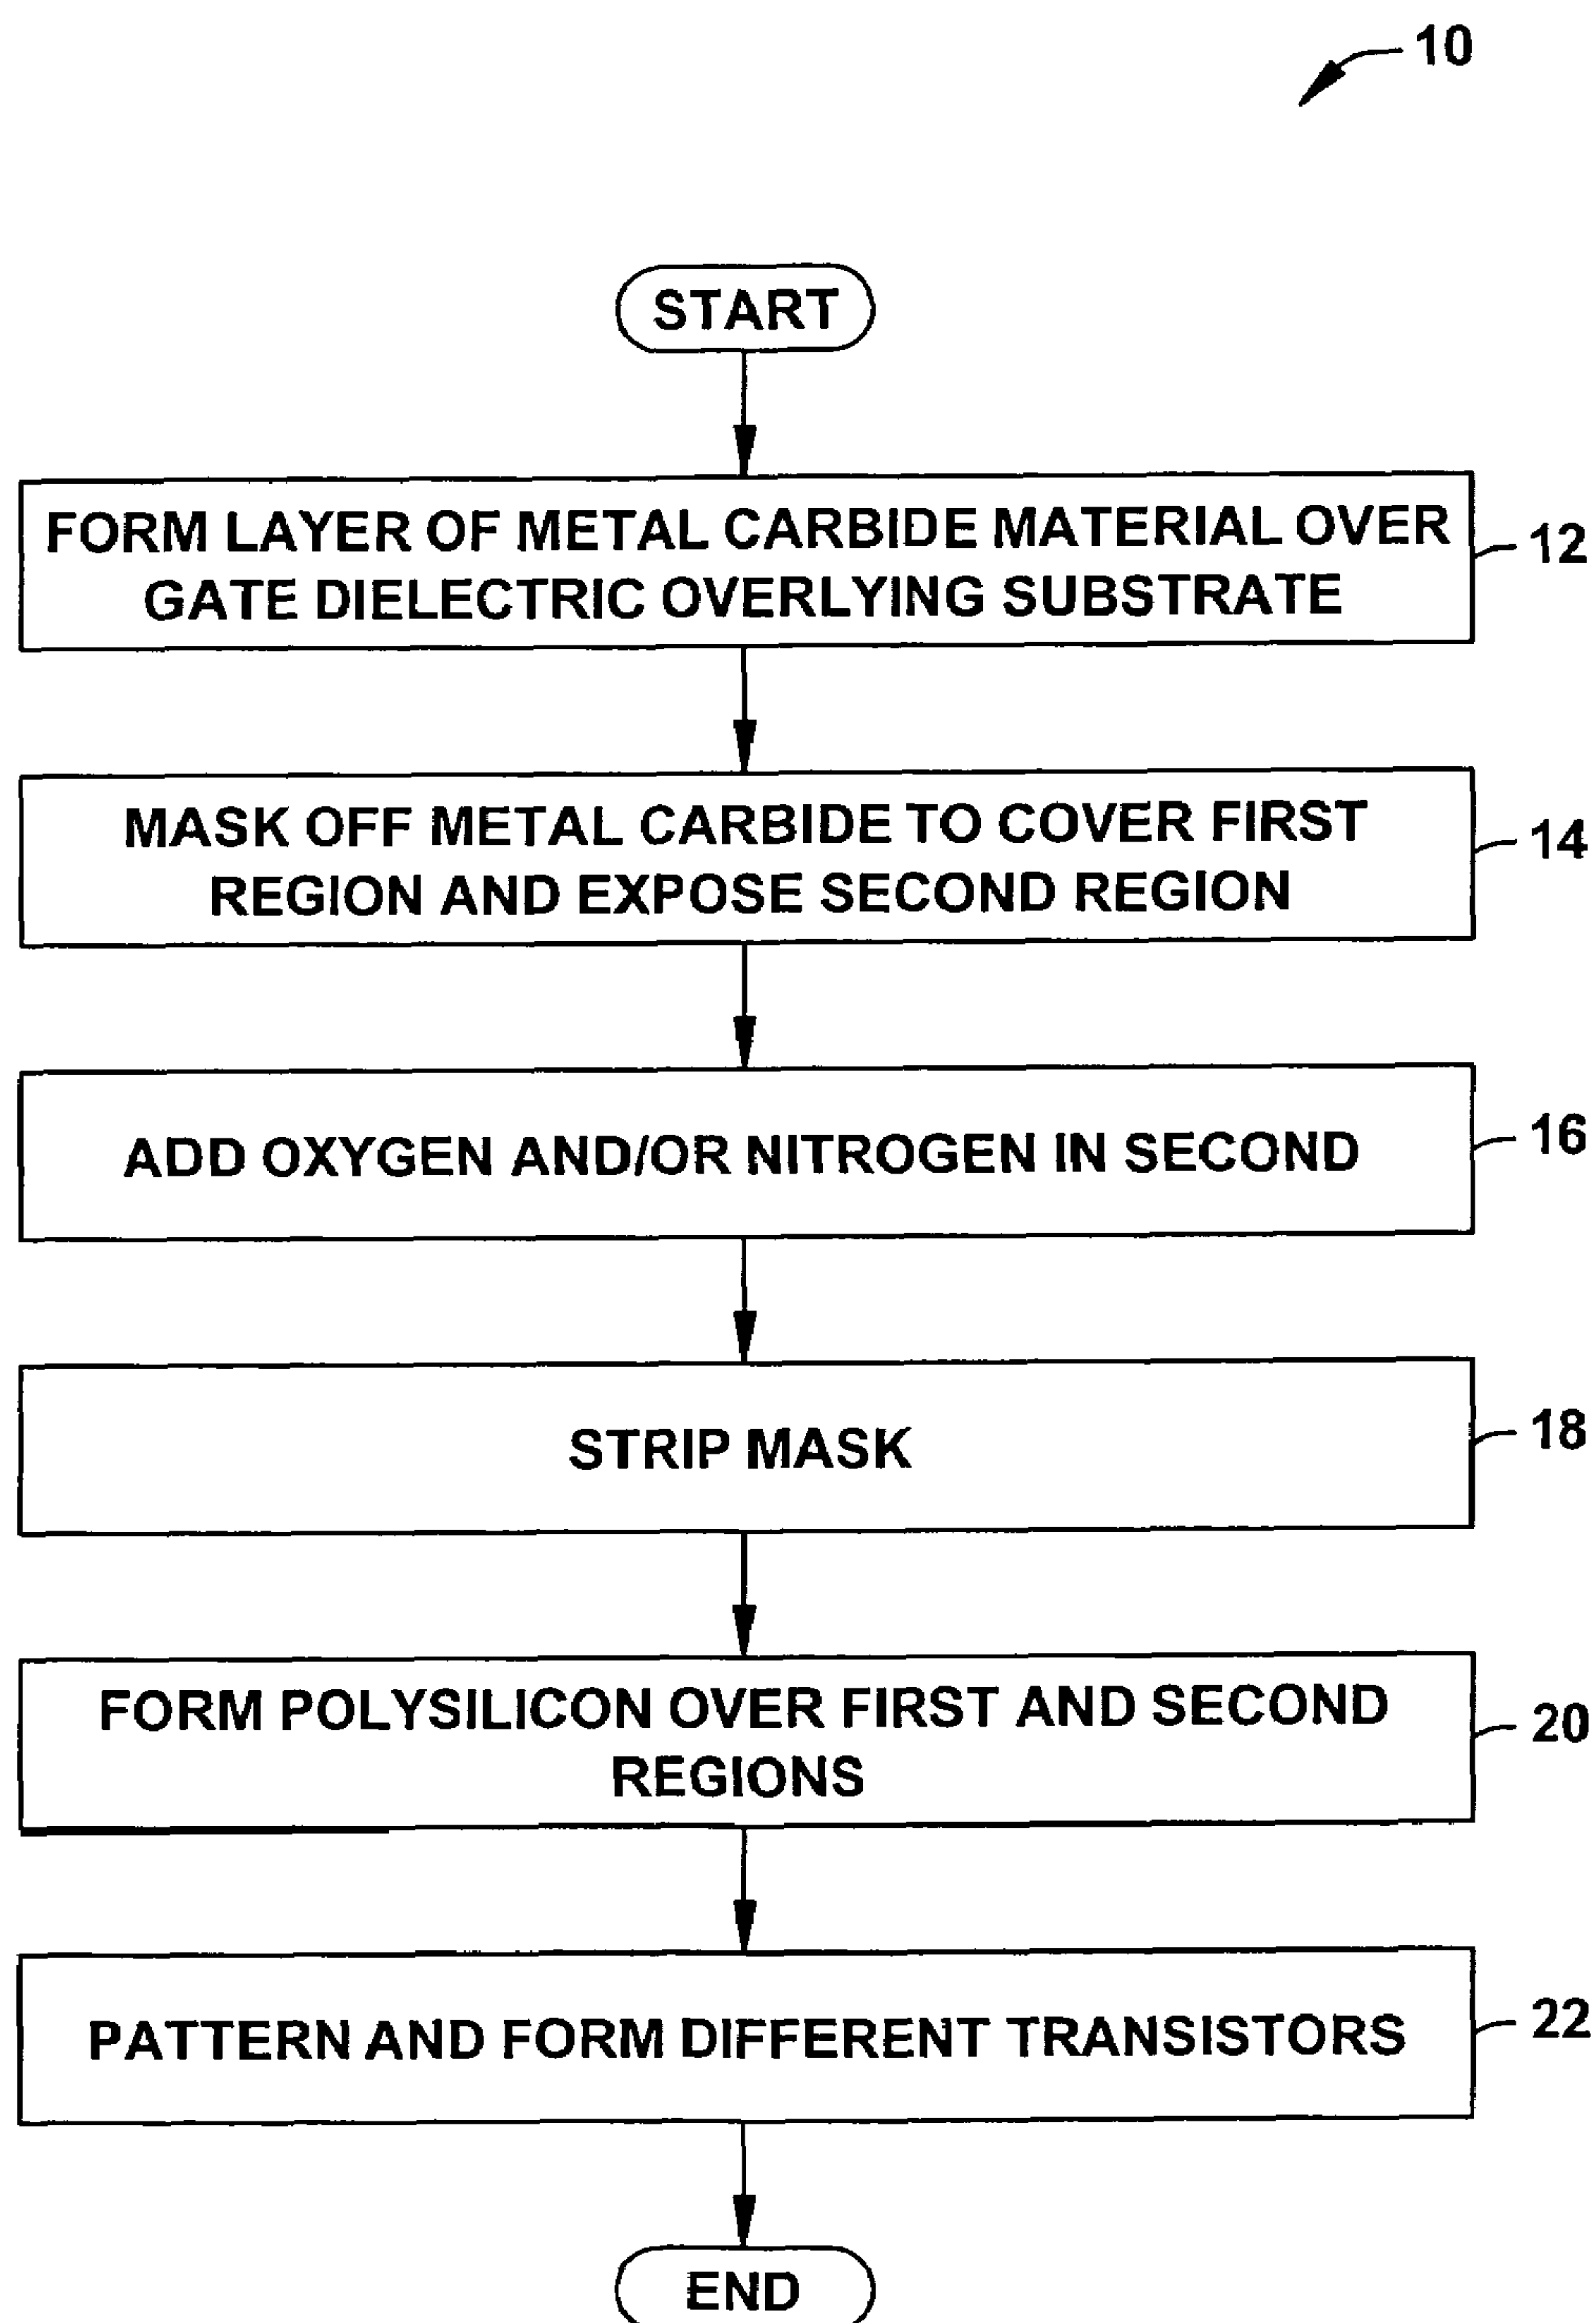 10
START
FORM LAYER OF METAL CARBIDE MATERIAL OVER
GATE DIELECTRIC OVERLYING SUBSTRATE
12
MASK OFF METAL CARBIDE TO COVER FIRST
REGION AND EXPOSE SECOND REGION
14
ADD OXYGEN AND/OR NITROGEN IN SECOND
16
STRIP MASK
18
FORM POLYSILICON OVER FIRST AND SECOND
REGIONS
20
PATTERN AND FORM DIFFERENT TRANSISTORS
22
END